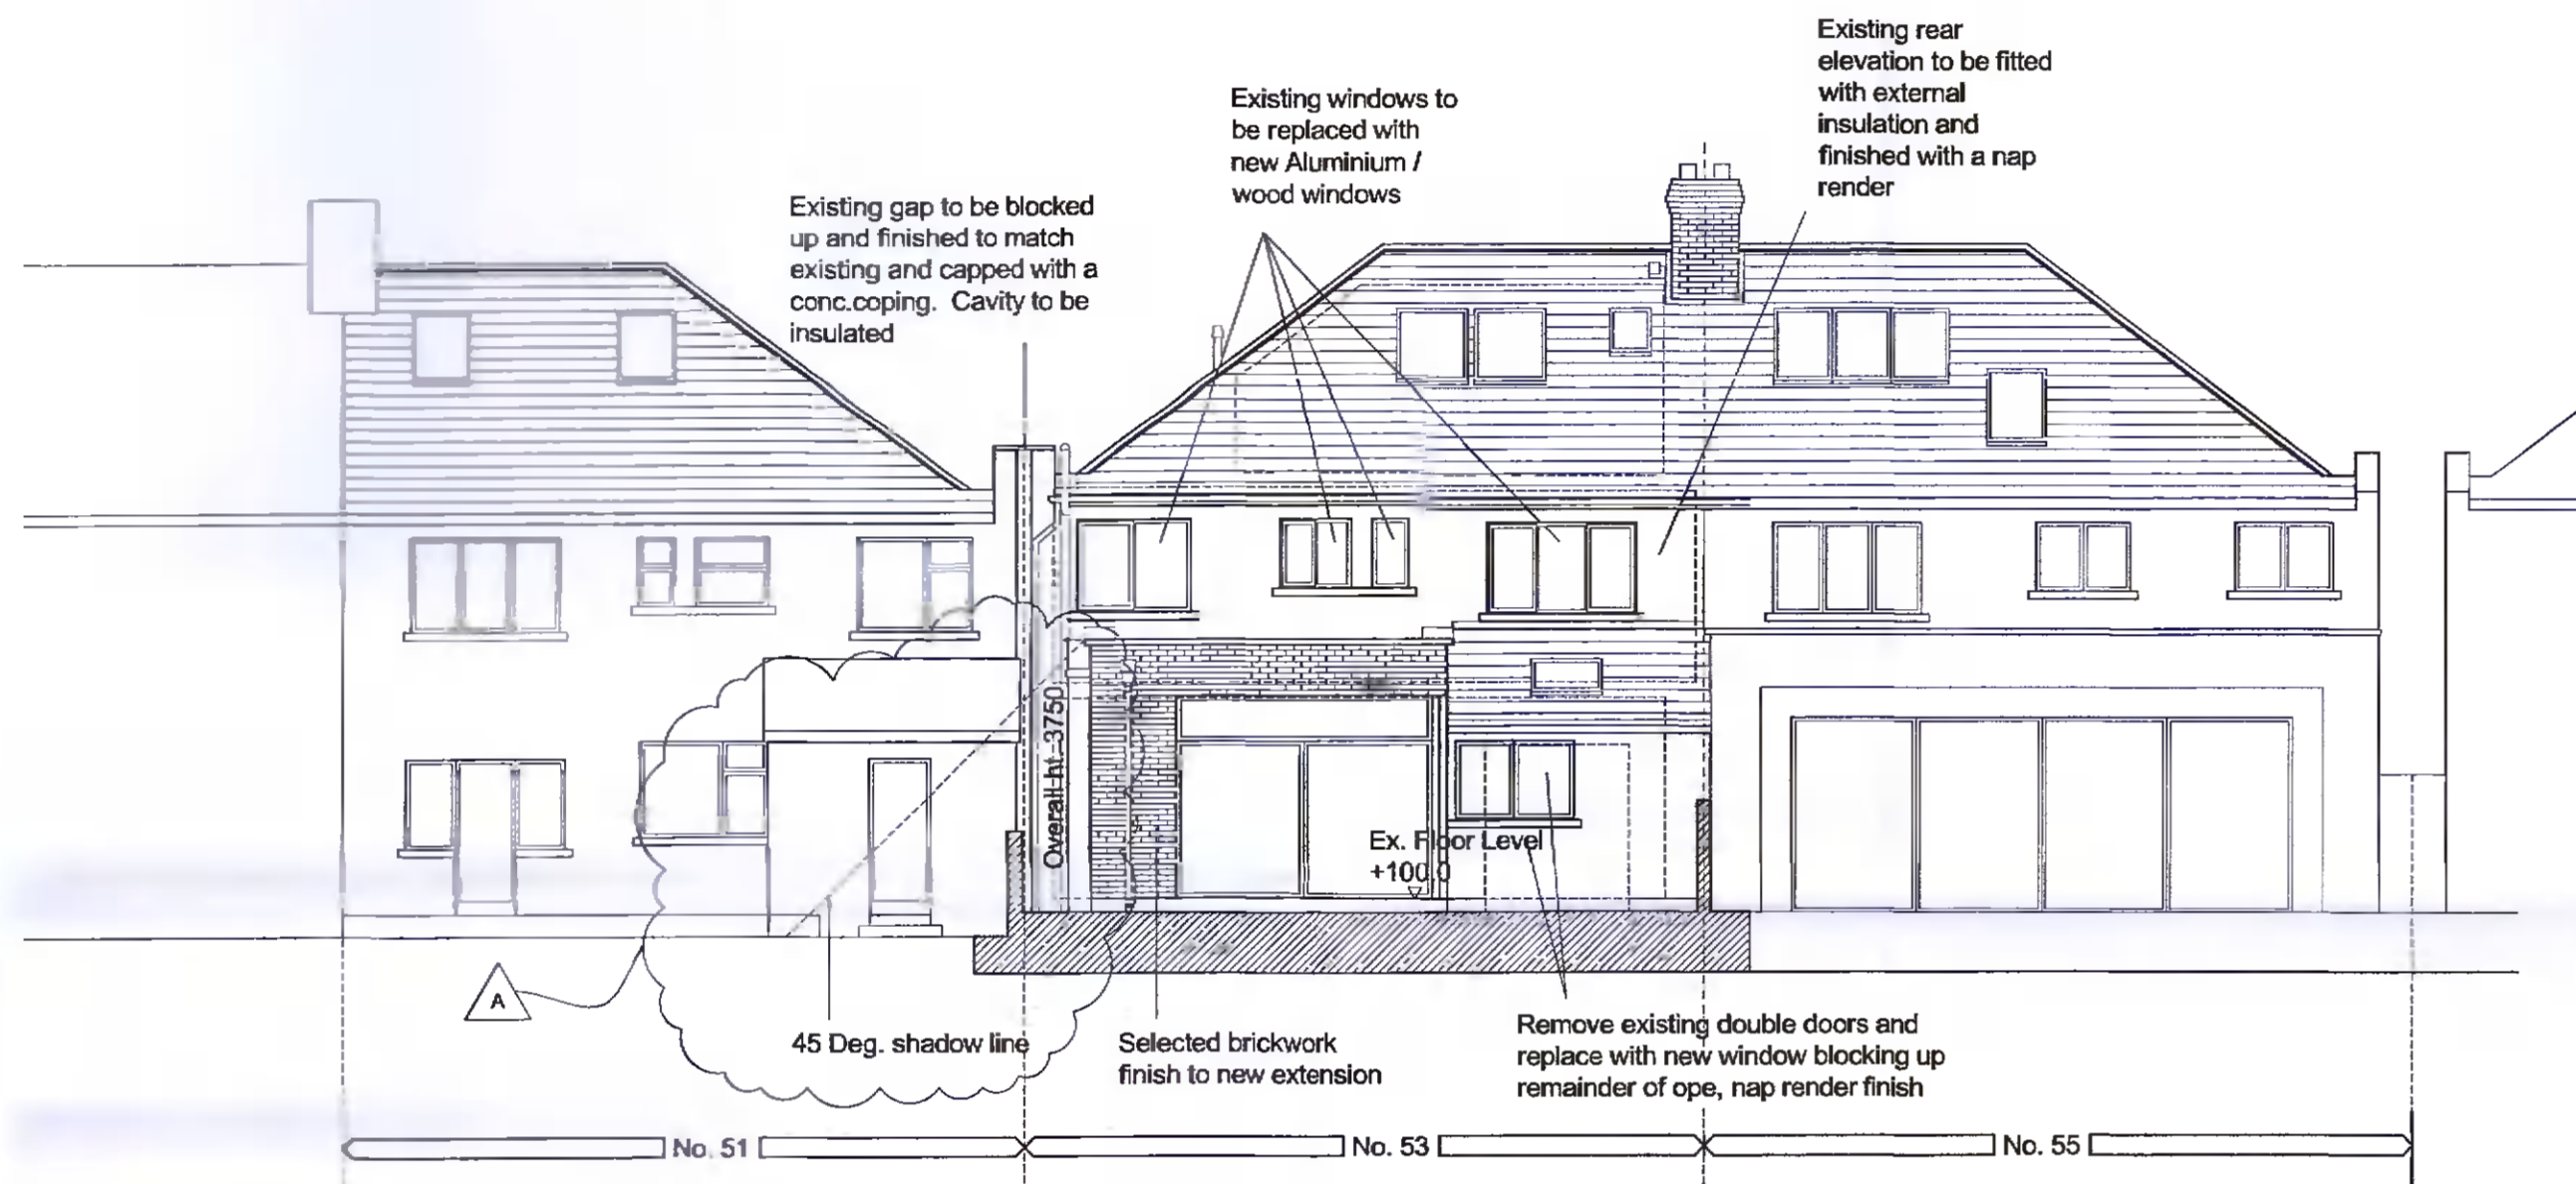 Existing rear
elevation to be fitted
with external
insulation and
finished with a nap
render
Existing windows to
be replaced with
new Aluminium /
wood windows
Existing gap to be blocked
up and finished to match
existing and capped with a
conc.coping. Cavity to be
insulated
Overall ht 3750
Ex. Floor Level
+100.0
A
45 Deg. shadow line
Selected brickwork
finish to new extension
Remove existing double doors and
replace with new window blocking up
remainder of ope, nap render finish
No. 51
No. 53
No. 55